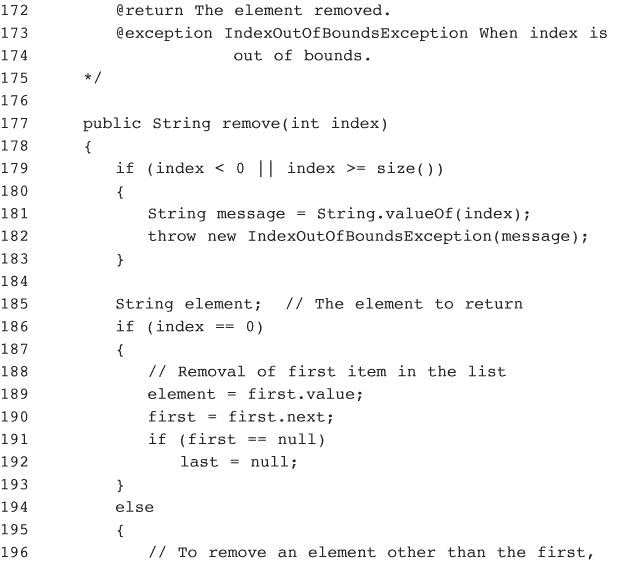 172 @return The element removed.
173 @exception IndexOutOfBoundsException When index is
174 out of bounds.
175 */
176
177 public String remove(int index)
178 {
179 if (index < 0 || index >= size())
180 {
181 String message = String.valueOf(index);
182 throw new IndexOutOfBoundsException(message);
183 }
184
185 String element; // The element to return
186 if (index == 0)
187 {
188 // Removal of first item in the list
189 element = first.value;
190 first = first.next;
191 if (first == null)
192 last = null;
193 }
194 else
195 {
196 // To remove an element other than the first,